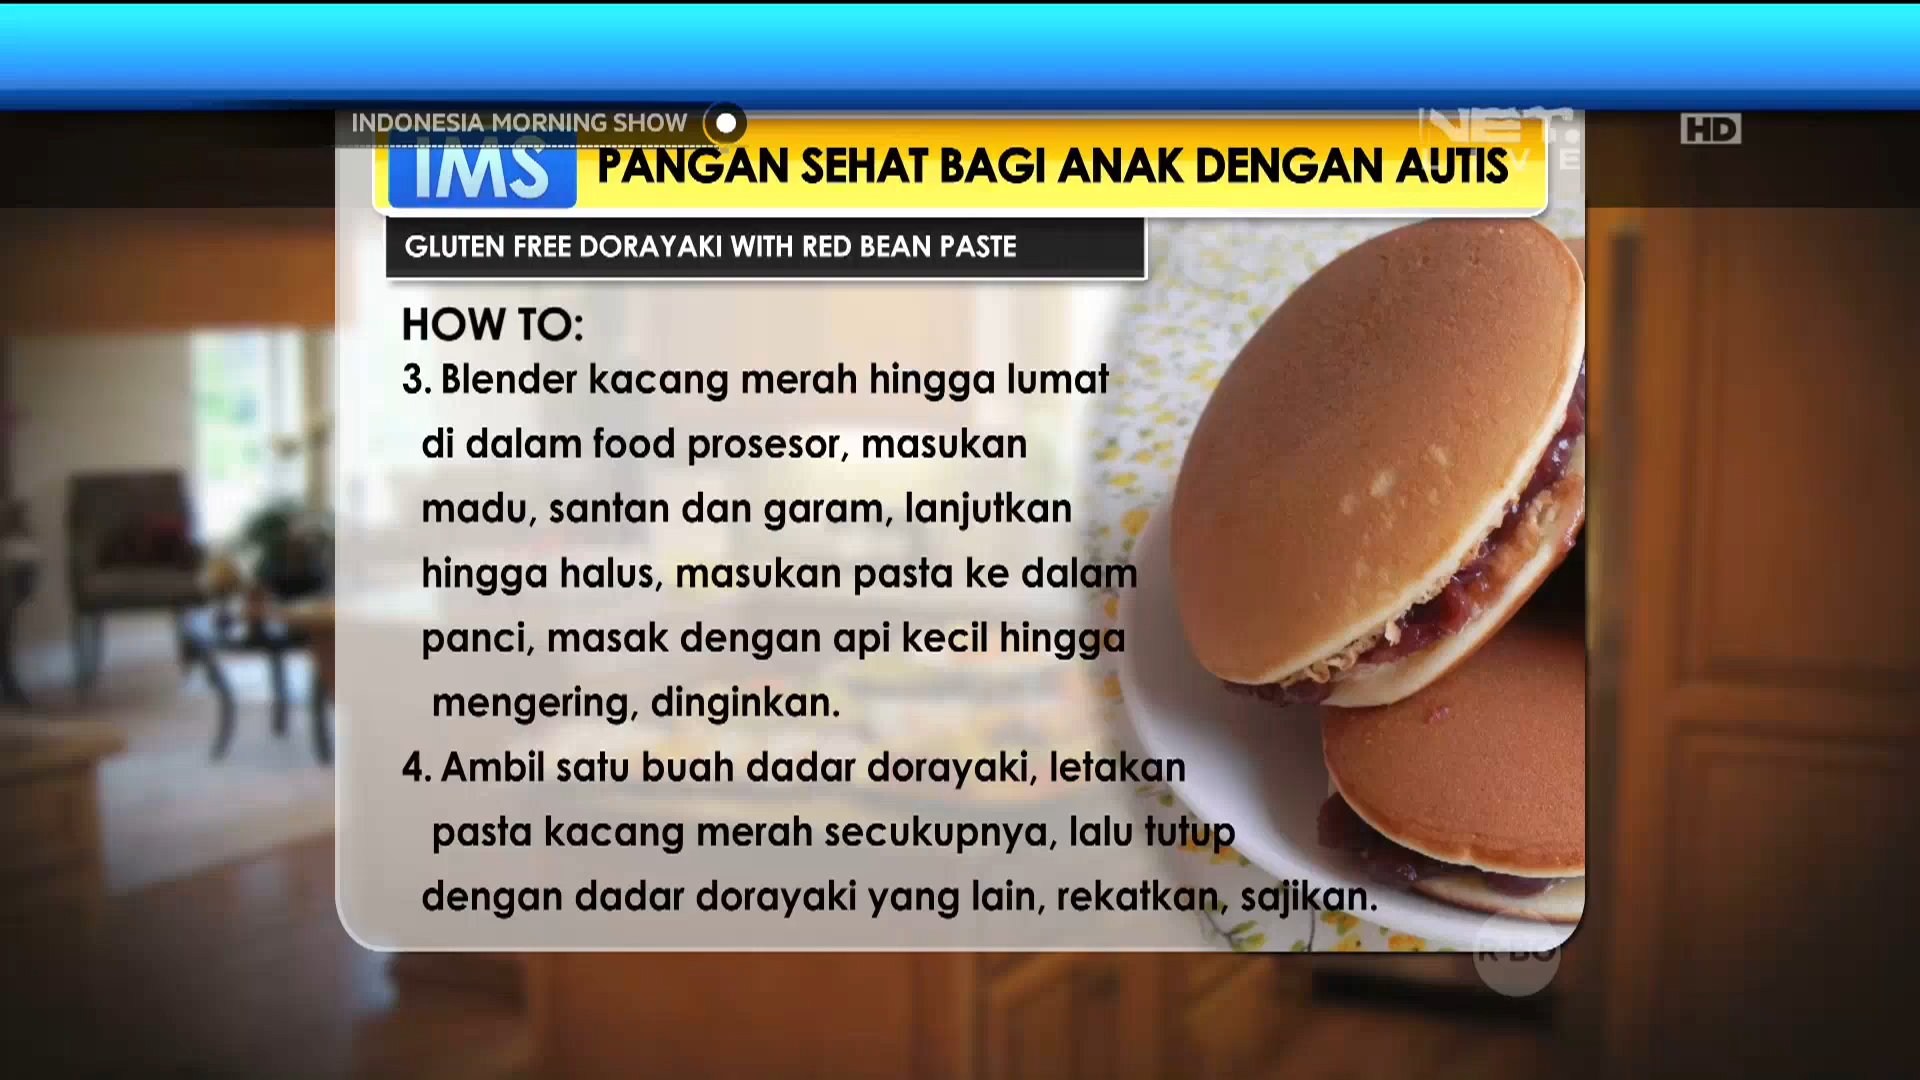 INDONESIA MORNING SHOW
NET.
LIVE
HD
IMS
PANGAN SEHAT BAGI ANAK DENGAN AUTIS
GLUTEN FREE DORAYAKI WITH RED BEAN PASTE
HOW TO:
3. Blender kacang merah hingga lumat
di dalam food prosesor, masukan
madu, santan dan garam, lanjutkan
hingga halus, masukan pasta ke dalam
panci, masak dengan api kecil hingga
mengering, dinginkan.
4. Ambil satu buah dadar dorayaki, letakan
pasta kacang merah secukupnya, lalu tutup
dengan dadar dorayaki yang lain, rekatkan, sajikan.
R-BO